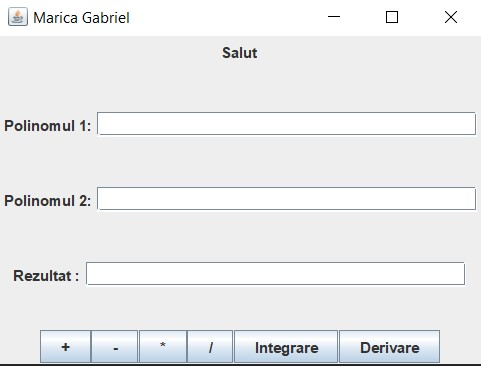 Marica Gabriel
Salut
Polinomul 1:
Polinomul 2:
Rezultat :
+ - * / Integrare Derivare